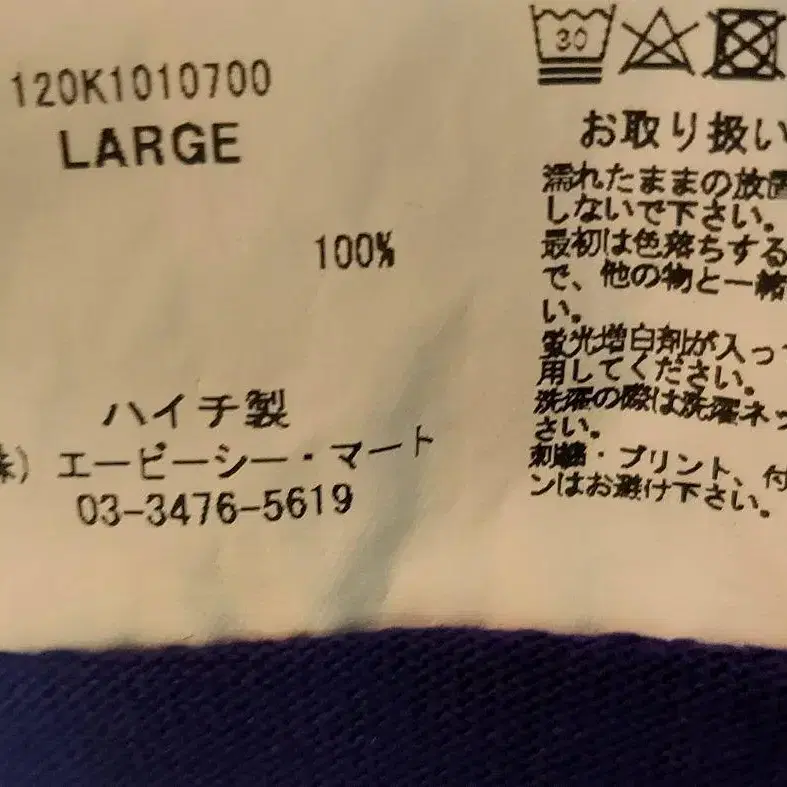 120K1010700
LARGE
100%
ハイチ製
株）エービーシー・マート
03-3476-5619
30
お取り扱い
濡れたままの放置
しないで下さい。
最初は色落ちする
で、他の物と一緒
い。
蛍光増白剤が入っ
用してください。
洗濯の際は洗濯ネッ
さい。
刺繍・プリント、付
ンはお避け下さい。